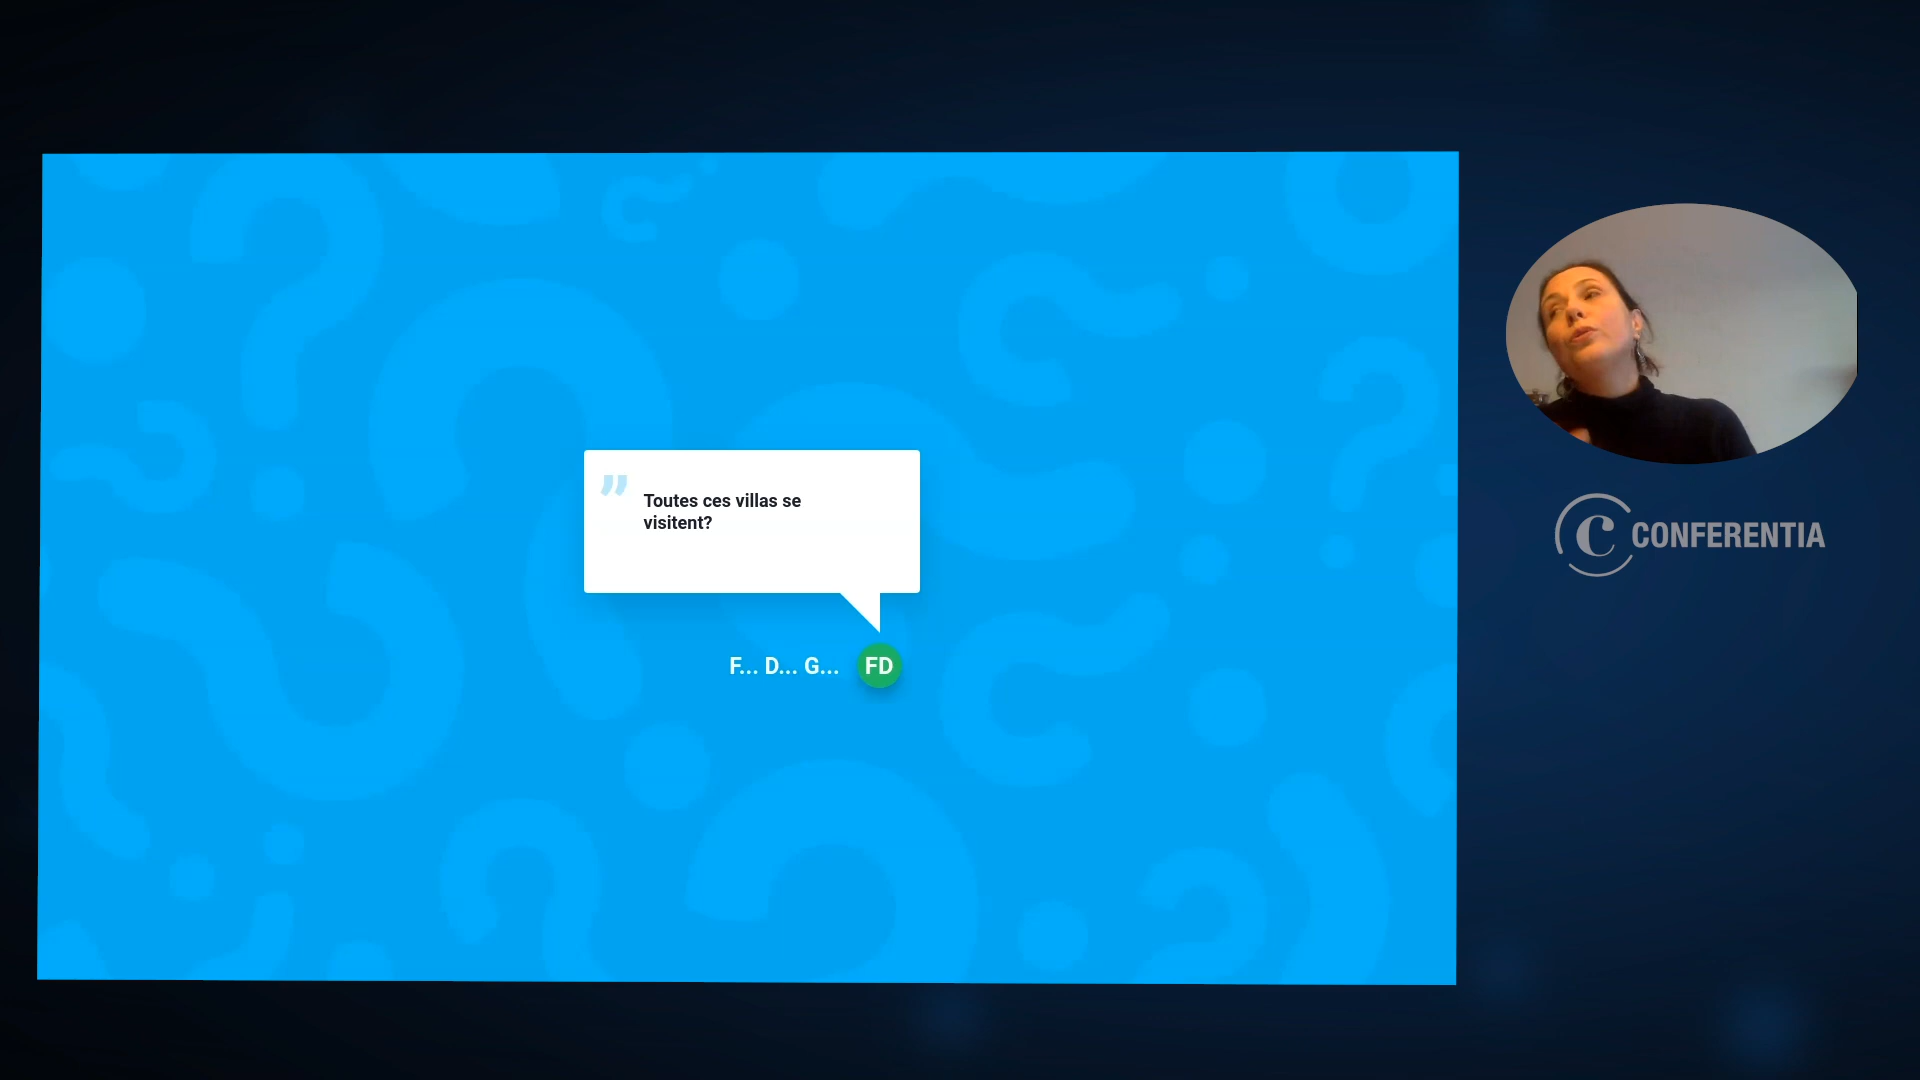 Toutes ces villas se
visitent?
F... D... G...
FD
C CONFERENTIA